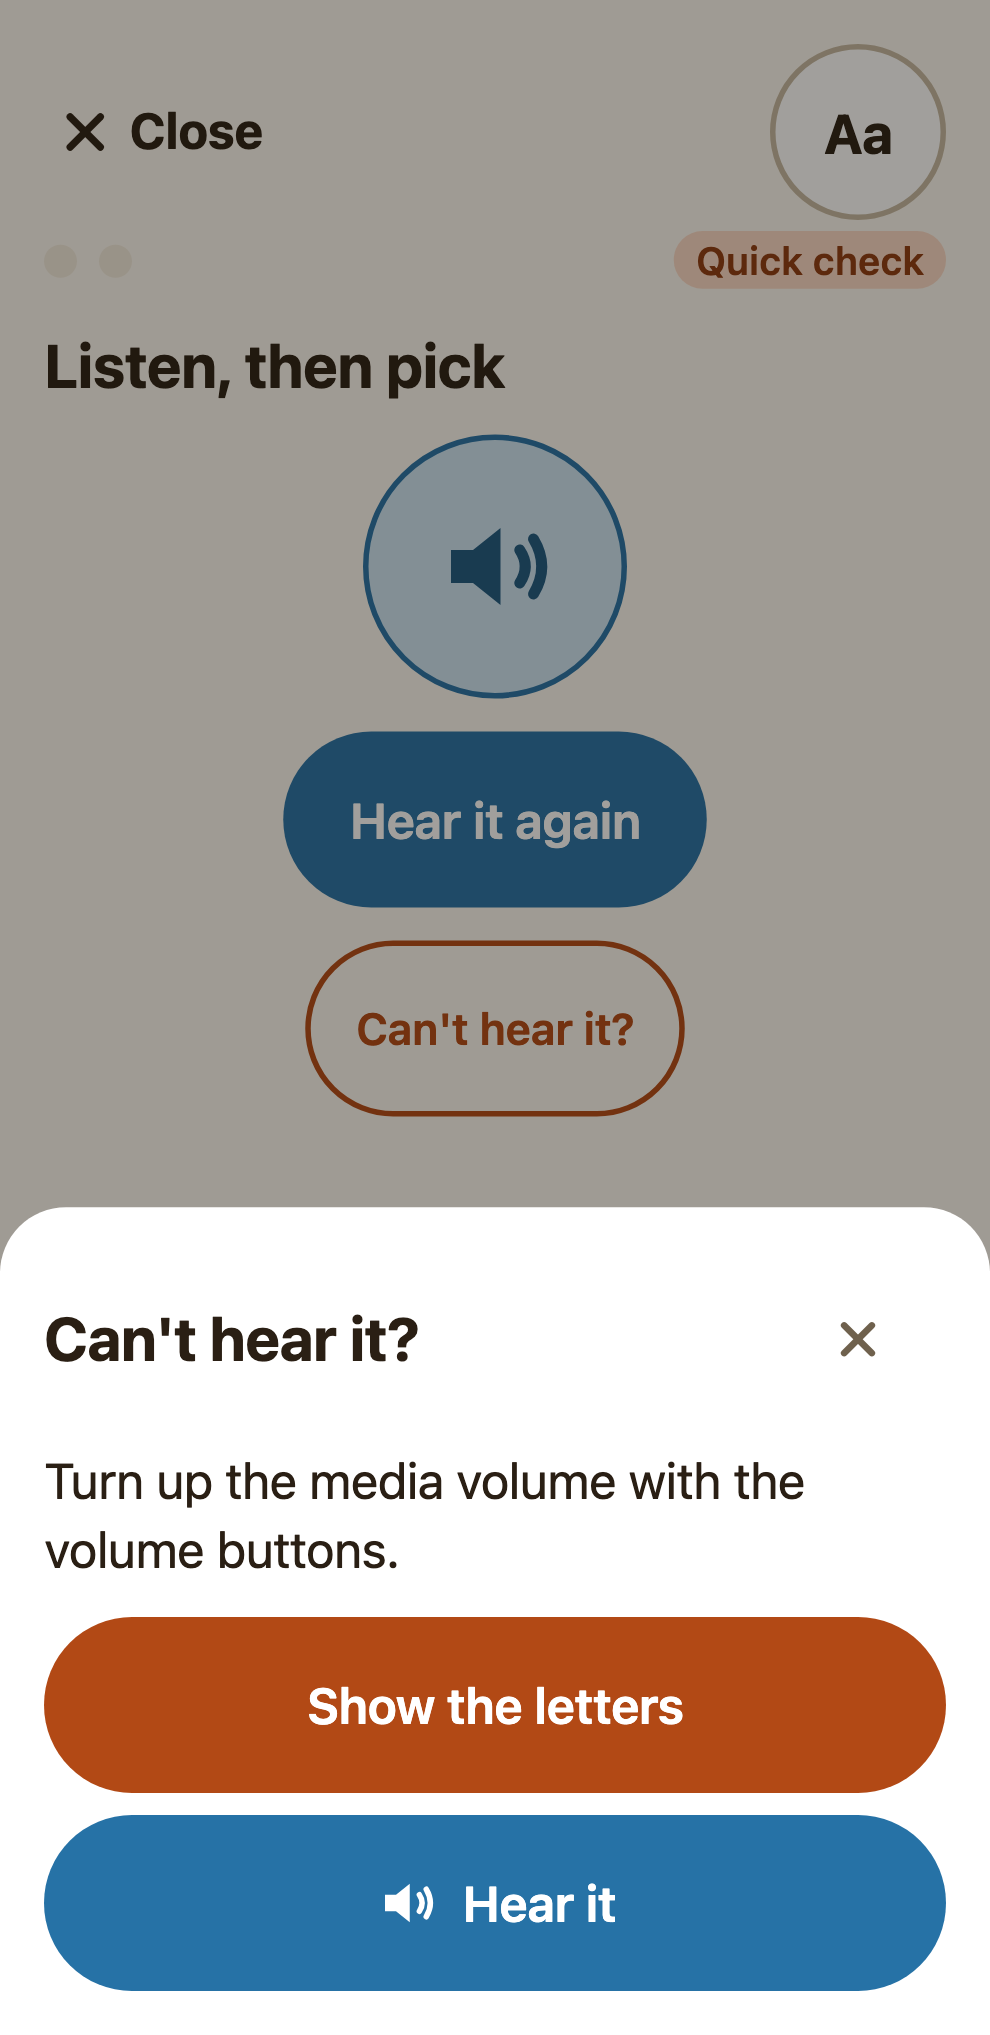 Close
Aa
Quick check
Listen, then pick
Hear it again
Can't hear it?
Can't hear it?
Turn up the media volume with the
volume buttons.
Show the letters
Hear it